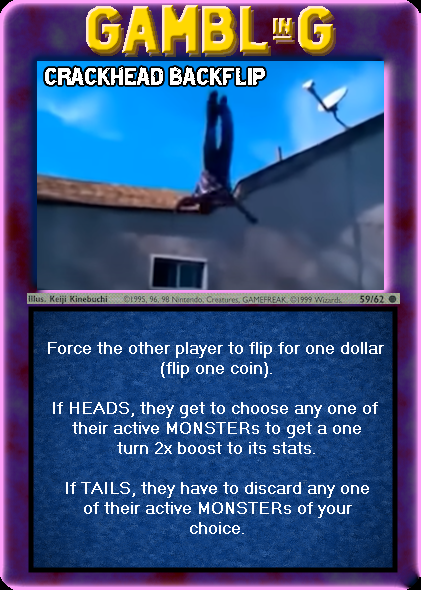 GAMBLinG
CRACKHEAD BACKFLIP
Illus. Keiji Kinebuchi ©1995, 96, 98 Nintendo, Creatures, GAMEFREAK, ©1999 Wizards. 59/62 ●
Force the other player to flip for one dollar
(flip one coin).
If HEADS, they get to choose any one of
their active MONSTERs to get a one
turn 2x boost to its stats.
If TAILS, they have to discard any one
of their active MONSTERs of your
choice.